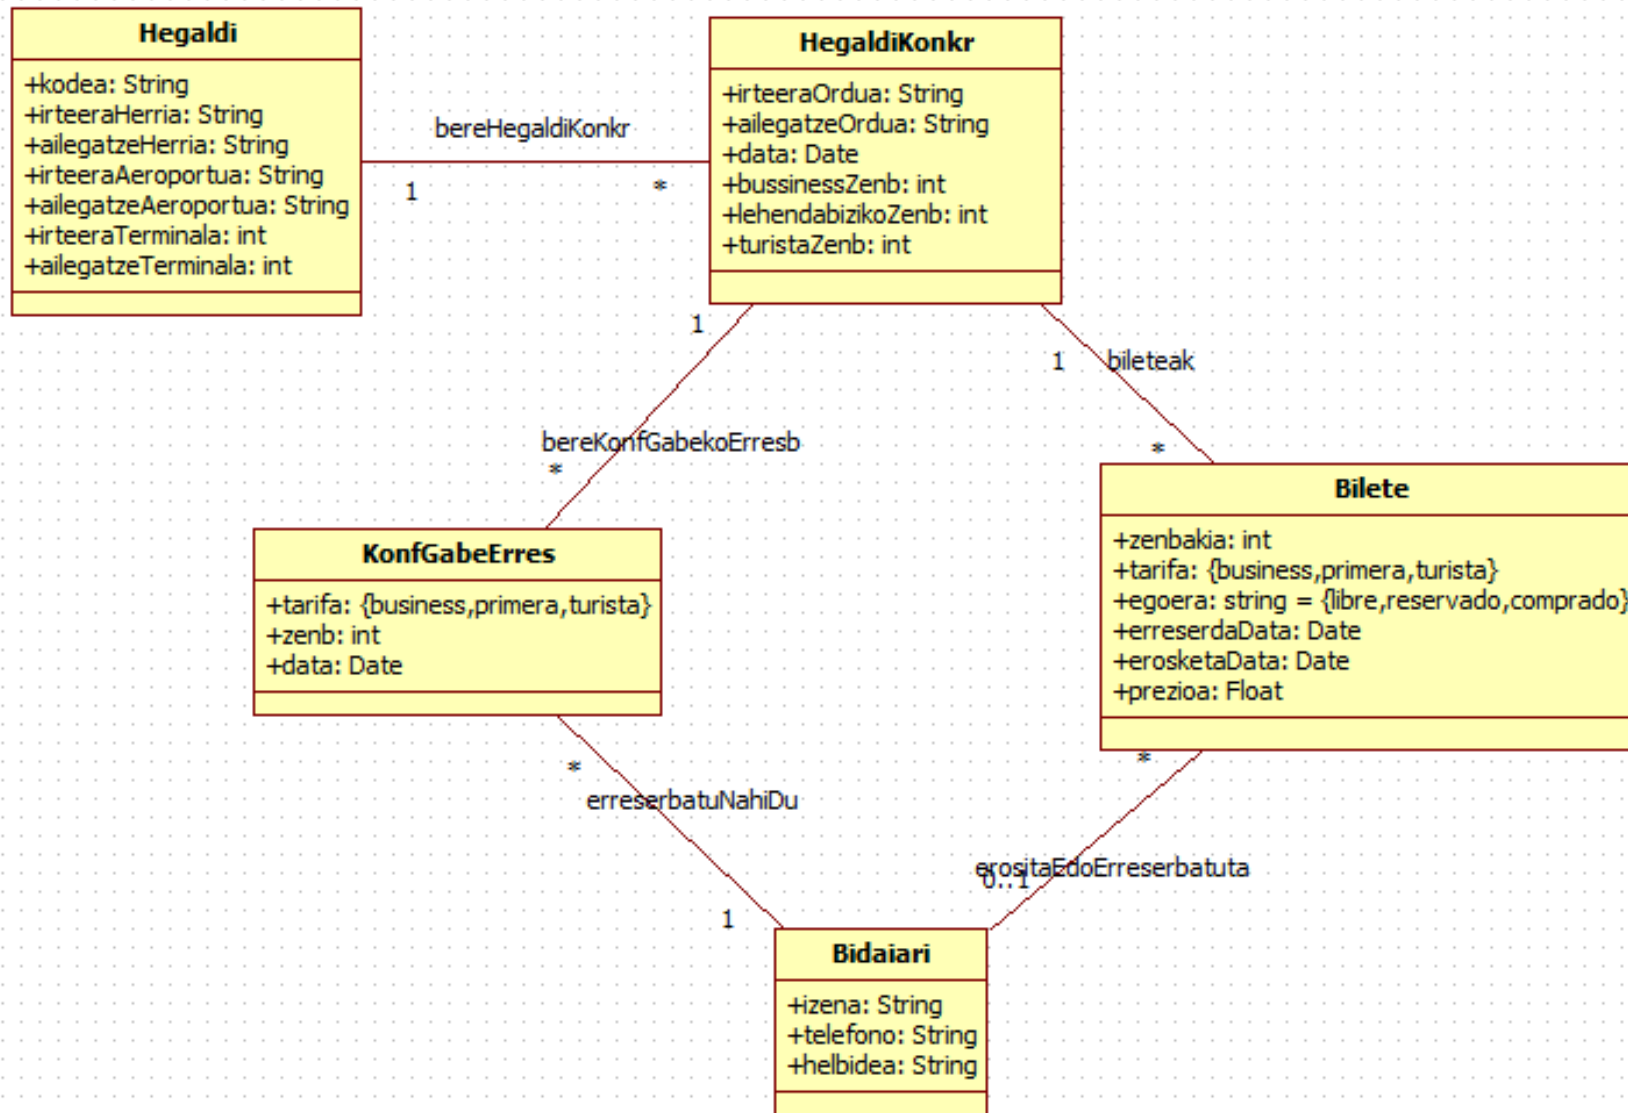 Hegaldi
+kodea: String
+irteeraHerria: String
+ailegatzeHerria: String
+irteeraAeroportua: String
+ailegatzeAeroportua: String
+irteeraTerminala: int
+ailegatzeTerminala: int
bereHegaldiKonkr
1
*
HegaldiKonkr
+irteeraOrdua: String
+ailegatzeOrdua: String
+data: Date
+bussinessZenb: int
+lehendabizikoZenb: int
+turistaZenb: int
1
bereKonfGabekoErresb
*
1
bileteak
*
KonfGabeErres
+tarifa: {business,primera,turista}
+zenb: int
+data: Date
Bilete
+zenbakia: int
+tarifa: {business,primera,turista}
+egoera: string = {libre,reservado,comprado}
+erreserdaData: Date
+erosketaData: Date
+prezioa: Float
*
erreserbatuNahiDu
1
*
erositaEdoErreserbatuta
0..1
Bidaiari
+izena: String
+telefono: String
+helbidea: String